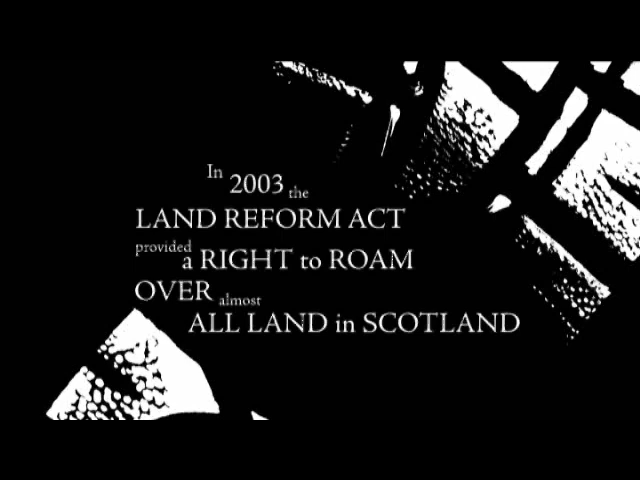 In 2003 the
LAND REFORM ACT
provided a RIGHT to ROAM
OVER almost
ALL LAND in SCOTLAND